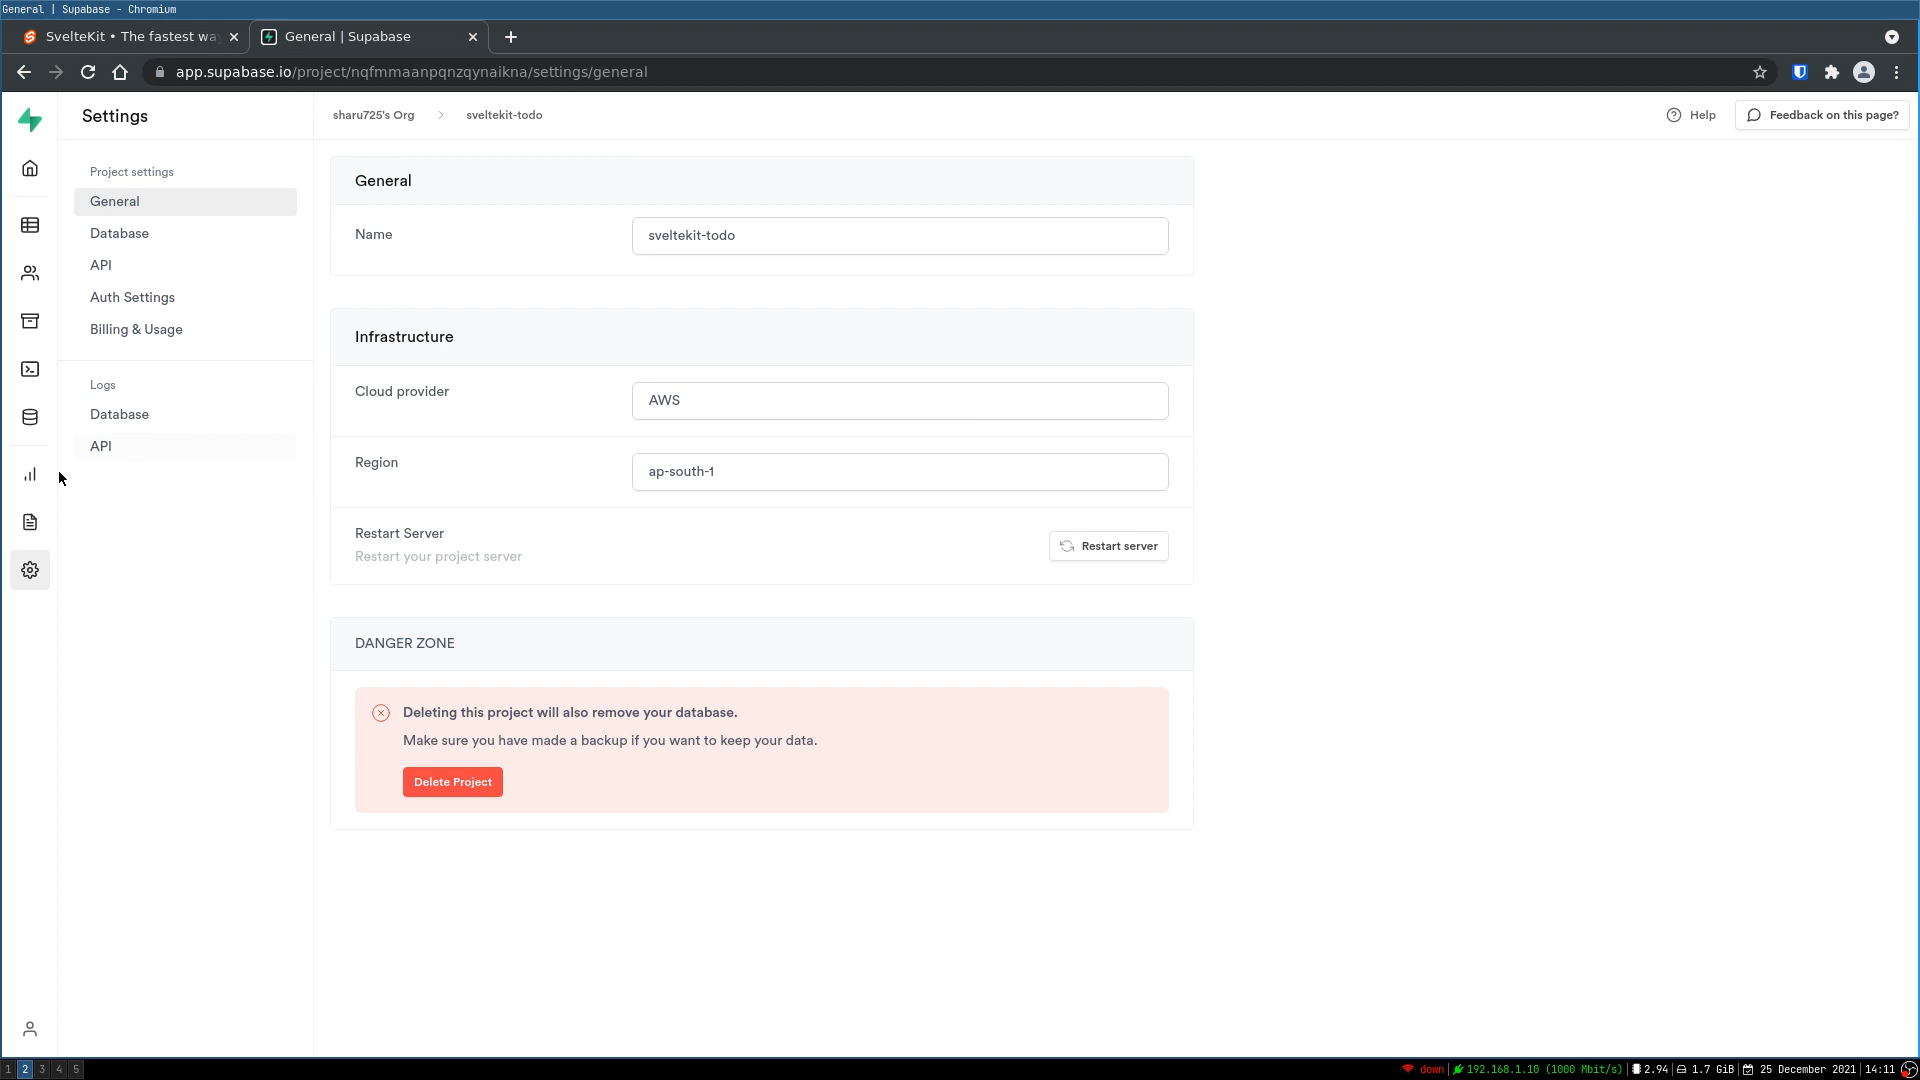 General | Supabase - Chromium
SvelteKit • The fastest wa
General | Supabase
app.supabase.io/project/nqfmmaanpqnzqynaikna/settings/general
Settings
sharu725's Org
sveltekit-todo
Help
Feedback on this page?
Project settings
General
Database
API
Auth Settings
Billing & Usage
Logs
Database
API
General
Name
sveltekit-todo
Infrastructure
Cloud provider
AWS
Region
ap-south-1
Restart Server
Restart your project server
Restart server
DANGER ZONE
Deleting this project will also remove your database.
Make sure you have made a backup if you want to keep your data.
Delete Project
1 2 3 4 5
down | 192.168.1.10 (1000 Mbit/s) | 2.94 | 1.7 GiB | 25 December 2021 | 14:11